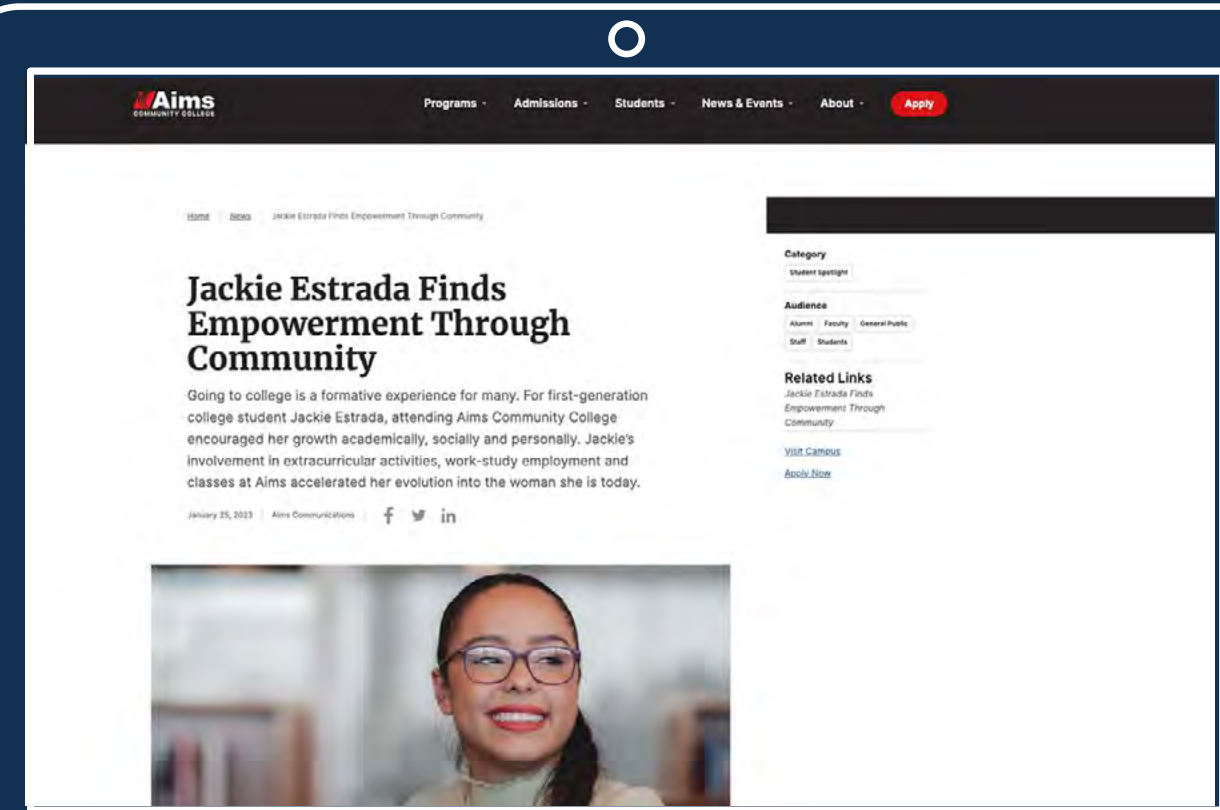 Aims
COMMUNITY COLLEGE
Programs
Admissions
Students
News & Events
About
Apply
Home
News
Jackie Estrada Finds Empowerment Through Community
Jackie Estrada Finds
Empowerment Through
Community
Going to college is a formative experience for many. For first-generation
college student Jackie Estrada, attending Aims Community College
encouraged her growth academically, socially and personally. Jackie's
involvement in extracurricular activities, work-study employment and
classes at Aims accelerated her evolution into the woman she is today.
January 25, 2023
Aims Communications
Category
Student Spotlight
Audience
Alumni Faculty General Public
Staff Students
Related Links
Jackie Estrada Finds
Empowerment Through
Community
Visit Campus
Apply Now